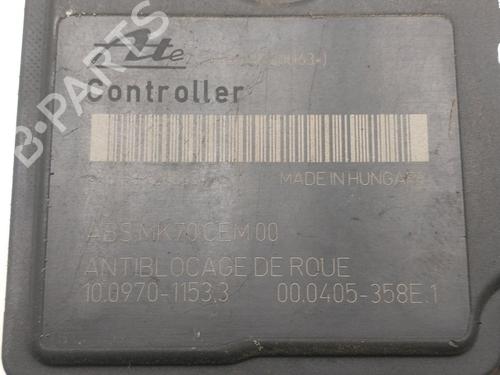 Ate
Controller
MADE IN HUNGARY
ABS MK70 CEM 00
ANTIBLOCAGE DE ROUE
10.0970-1153.3 00.0405-358E.1
B-PARTS